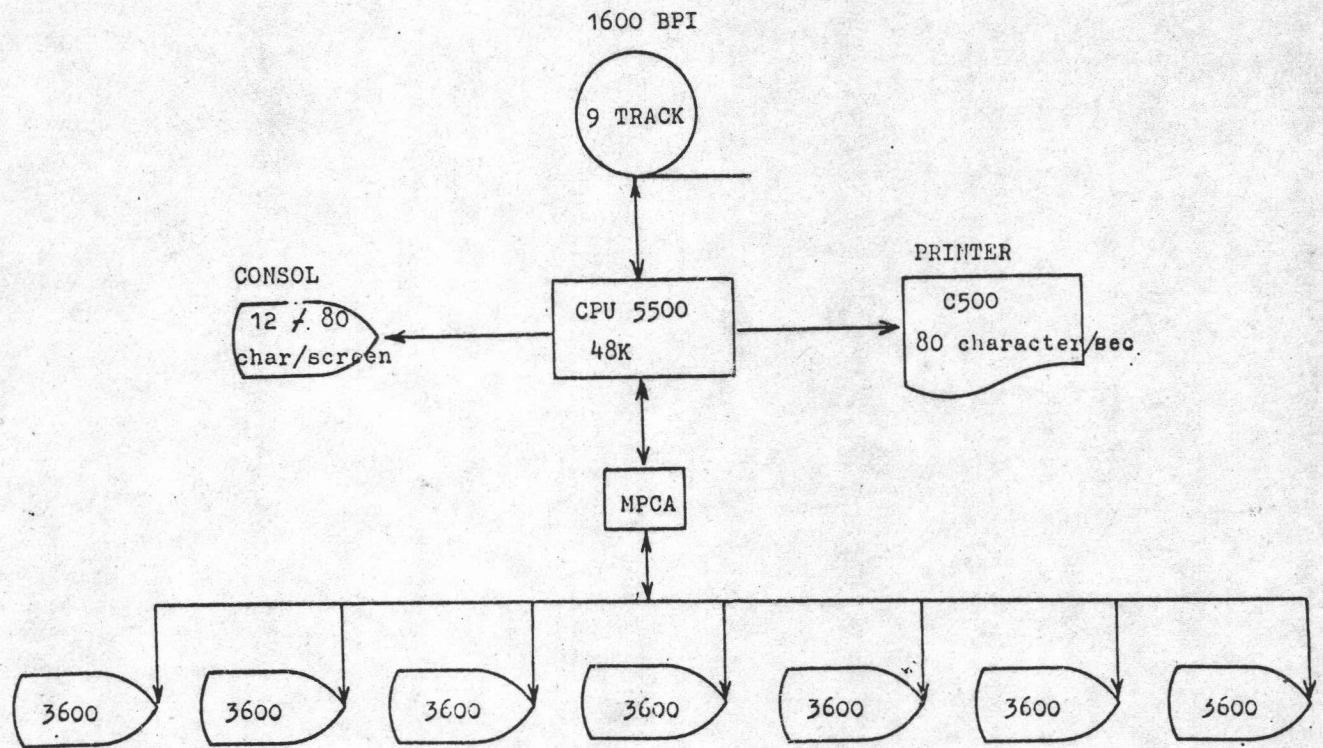 1600 BPI
9 TRACK
CONSOL
12 ⌿ 80
char/screen
CPU 5500
48K
PRINTER
C500
80 character/sec
MPCA
3600
3600
3600
3600
3600
3600
3600